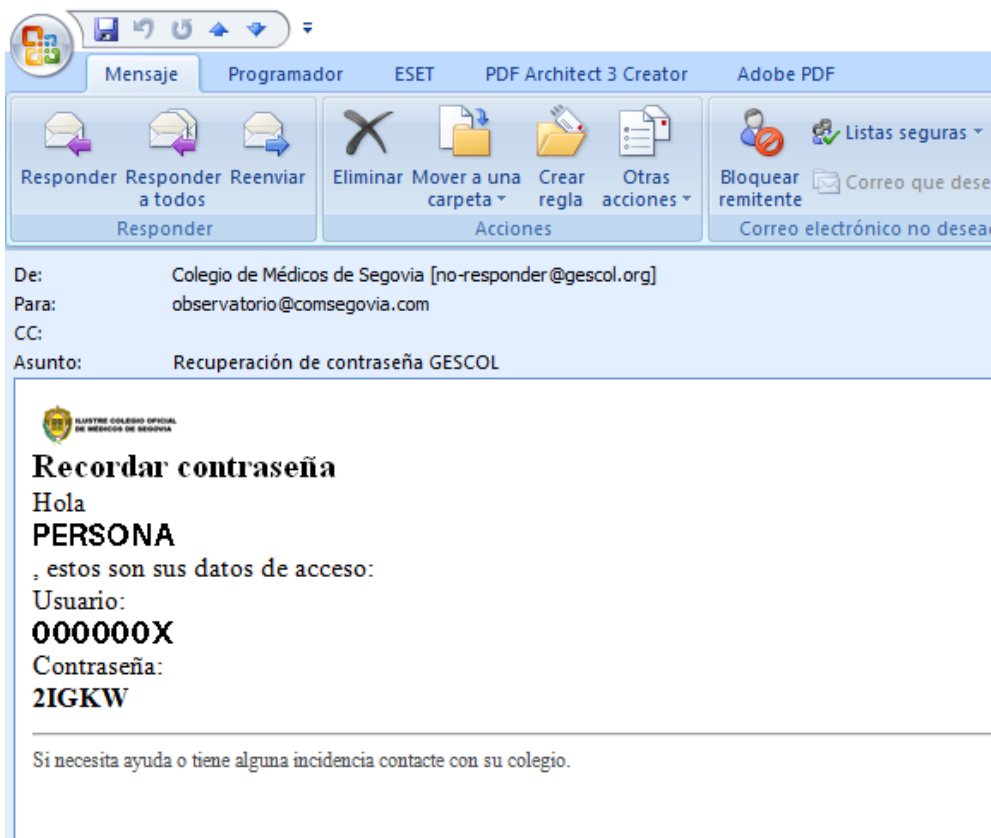 Mensaje Programador ESET PDF Architect 3 Creator Adobe PDF
Responder Responder a todos Reenviar
Eliminar Mover a una carpeta Crear regla Otras acciones
Bloquear remitente Listas seguras
Correo que dese
Responder Acciones Correo electrónico no desead
De: Colegio de Médicos de Segovia [no-responder@gescol.org]
Para: observatorio@comsegovia.com
CC:
Asunto: Recuperación de contraseña GESCOL
ILUSTRE COLEGIO OFICIAL
DE MÉDICOS DE SEGOVIA
Recordar contraseña
Hola
PERSONA
, estos son sus datos de acceso:
Usuario:
000000X
Contraseña:
2IGKW
Si necesita ayuda o tiene alguna incidencia contacte con su colegio.